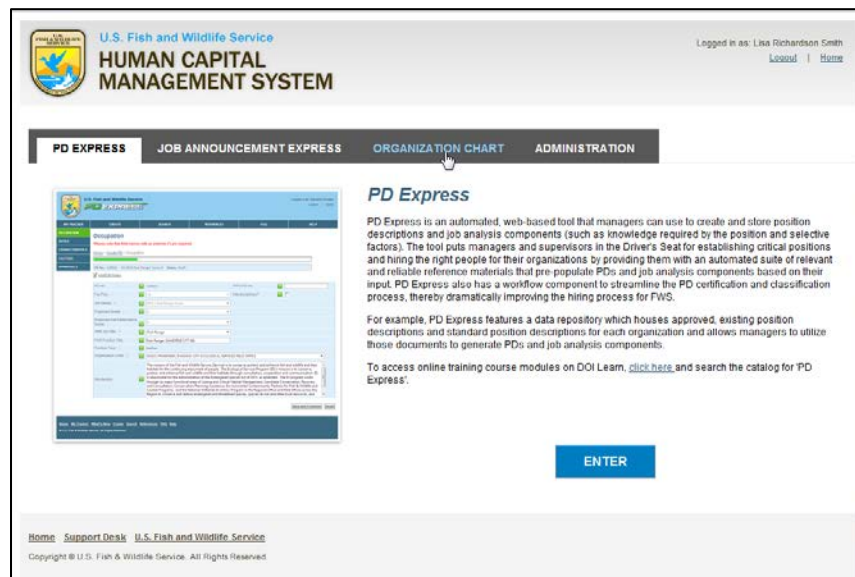 U.S. Fish and Wildlife Service
HUMAN CAPITAL
MANAGEMENT SYSTEM
Logged in as: Lisa Richardson Smith
Logout | Home
PD EXPRESS JOB ANNOUNCEMENT EXPRESS ORGANIZATION CHART ADMINISTRATION
PD Express
PD Express is an automated, web-based tool that managers can use to create and store position
descriptions and job analysis components (such as knowledge required by the position and selective
factors). The tool puts managers and supervisors in the Driver's Seat for establishing critical positions
and hiring the right people for their organizations by providing them with an automated suite of relevant
and reliable reference materials that pre-populate PDs and job analysis components based on their
input. PD Express also has a workflow component to streamline the PD certification and classification
process, thereby dramatically improving the hiring process for FWS.
For example, PD Express features a data repository which houses approved, existing position
descriptions and standard position descriptions for each organization and allows managers to utilize
those documents to generate PDs and job analysis components.
To access online training course modules on DOI Learn, click here and search the catalog for 'PD
Express'.
U.S. Fish and Wildlife Service
PD EXPRESS
Occupation
ENTER
Home Support Desk U.S. Fish and Wildlife Service
Copyright © U.S. Fish & Wildlife Service. All Rights Reserved.